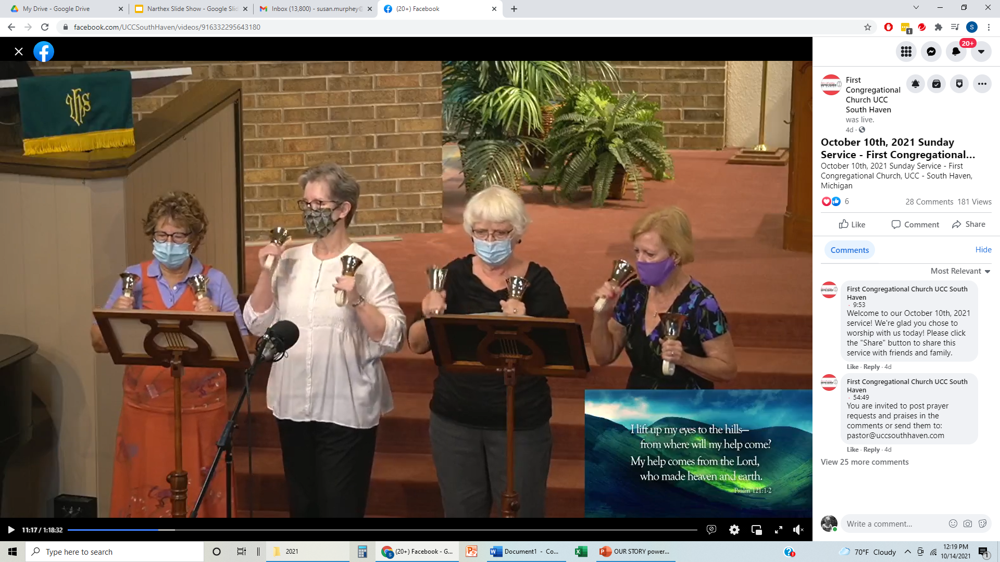 My Drive - Google Drive
Narthex Slide Show - Google Slid
Inbox (13,800) - susan.murphey@
(20+) Facebook
facebook.com/UCCSouthHaven/videos/916332295643180
1
S
20+
IHS
First
Congregational
Church UCC
South Haven
was live.
4d ·
October 10th, 2021 Sunday
Service - First Congregational...
October 10th, 2021 Sunday Service - First
Congregational Church, UCC - South Haven,
Michigan
6
28 Comments 181 Views
Like Comment Share
Comments Hide
Most Relevant
First Congregational Church UCC South
Haven
· 9:53
Welcome to our October 10th, 2021
service! We're glad you chose to
worship with us today! Please click
the "Share" button to share this
service with friends and family.
Like · Reply · 4d
First Congregational Church UCC South
Haven
· 54:49
You are invited to post prayer
requests and praises in the
comments or send them to:
pastor@uccsouthhaven.com
Like · Reply · 4d
View 25 more comments
I lift up my eyes to the hills—
from where will my help come?
My help comes from the Lord,
who made heaven and earth.
Psalm 121:1-2
Write a comment...
11:17 / 1:18:32
Type here to search
2021
(20+) Facebook - G...
Document1 - Co...
OUR STORY power...
70°F Cloudy
12:19 PM
10/14/2021
1